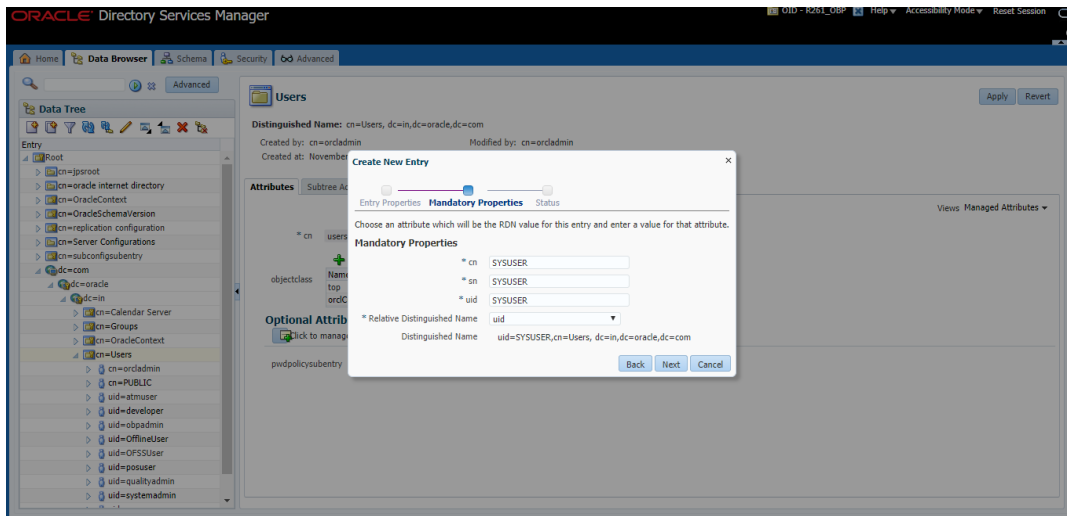 ORACLE Directory Services Manager
OID - R261_OBP Help Accessibility Mode Reset Session
Home Data Browser Schema Security Advanced
Advanced
Data Tree
Entry
Root
cn=jpsroot
cn=oracle internet directory
cn=OracleContext
cn=OracleSchemaVersion
cn=replication configuration
cn=Server Configurations
cn=subconfigsubentry
dc=com
dc=oracle
dc=in
cn=Calendar Server
cn=Groups
cn=OracleContext
cn=Users
cn=orcladmin
cn=PUBLIC
uid=atmuser
uid=developer
uid=obpadmin
uid=OfflineUser
uid=OFSSUser
uid=posuser
uid=qualityadmin
uid=systemadmin
Users
Apply Revert
Distinguished Name: cn=Users, dc=in,dc=oracle,dc=com
Created by: cn=orcladmin Modified by: cn=orcladmin
Created at: November
Attributes Subtree Ac
Views Managed Attributes
* cn users
objectclass Name
top
orclC
Optional Attrib
Click to manag
pwdpolicysubentry
Create New Entry
Entry Properties Mandatory Properties Status
Choose an attribute which will be the RDN value for this entry and enter a value for that attribute.
Mandatory Properties
* cn SYSUSER
* sn SYSUSER
* uid SYSUSER
* Relative Distinguished Name uid
Distinguished Name uid=SYSUSER,cn=Users, dc=in,dc=oracle,dc=com
Back Next Cancel